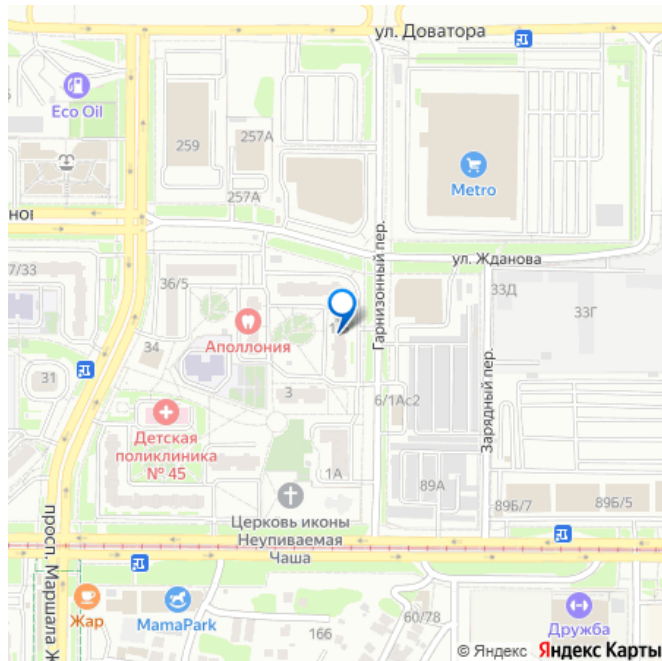 ул. Доватора
Eco Oil
257А
259
Metro
257А
ул. Жданова
7/33
36/5
33Д
33Г
Гарнизонный пер.
Аполлония
34
Зарядный пер.
31
3
6/1Ас2
Детская
поликлиника
№ 45
1А
89А
89Б/7
89Б/5
Церковь иконы
Неупиваемая
Чаша
просп. Маршала Ж
Жар
MamaPark
166
60/78
Дружба
© Яндекс Яндекс Карты